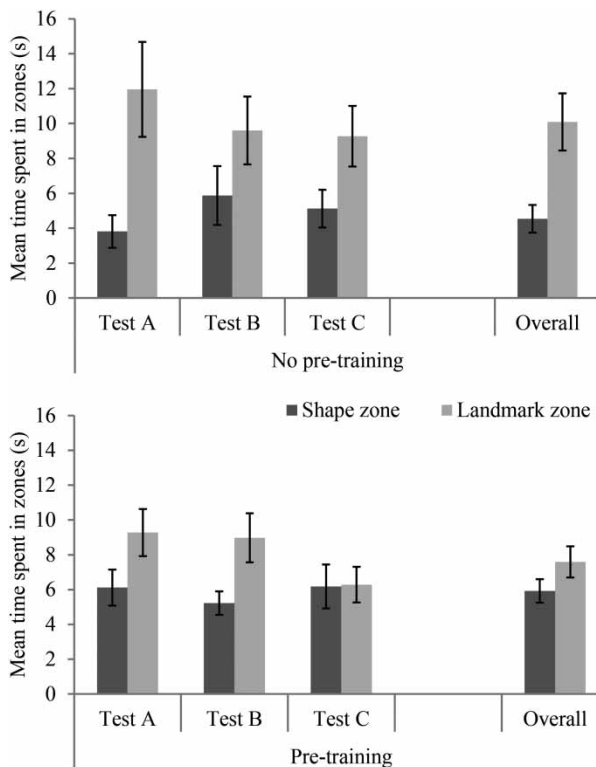 Mean time spent in zones (s)
16
14
12
10
8
6
4
2
0
Test A Test B Test C Overall
No pre-training
Shape zone Landmark zone
Mean time spent in zones (s)
16
14
12
10
8
6
4
2
0
Test A Test B Test C Overall
Pre-training